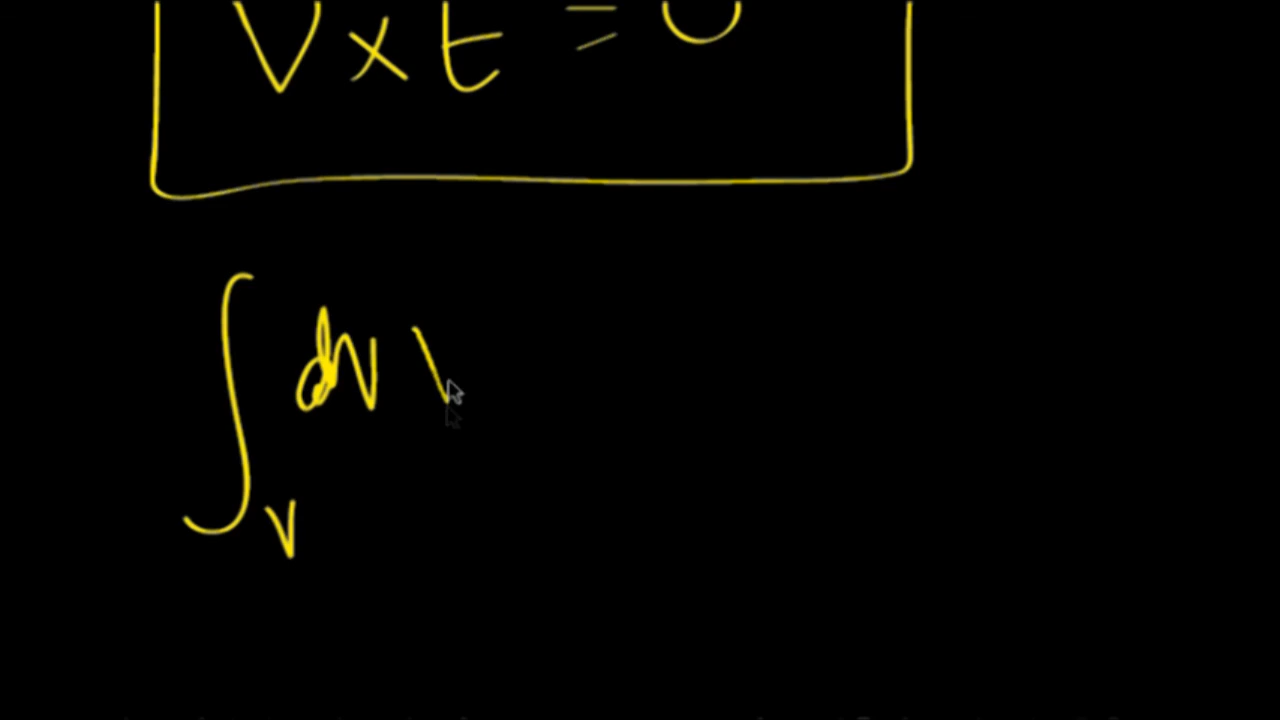 ∇ × E = 0
∫_V dV \